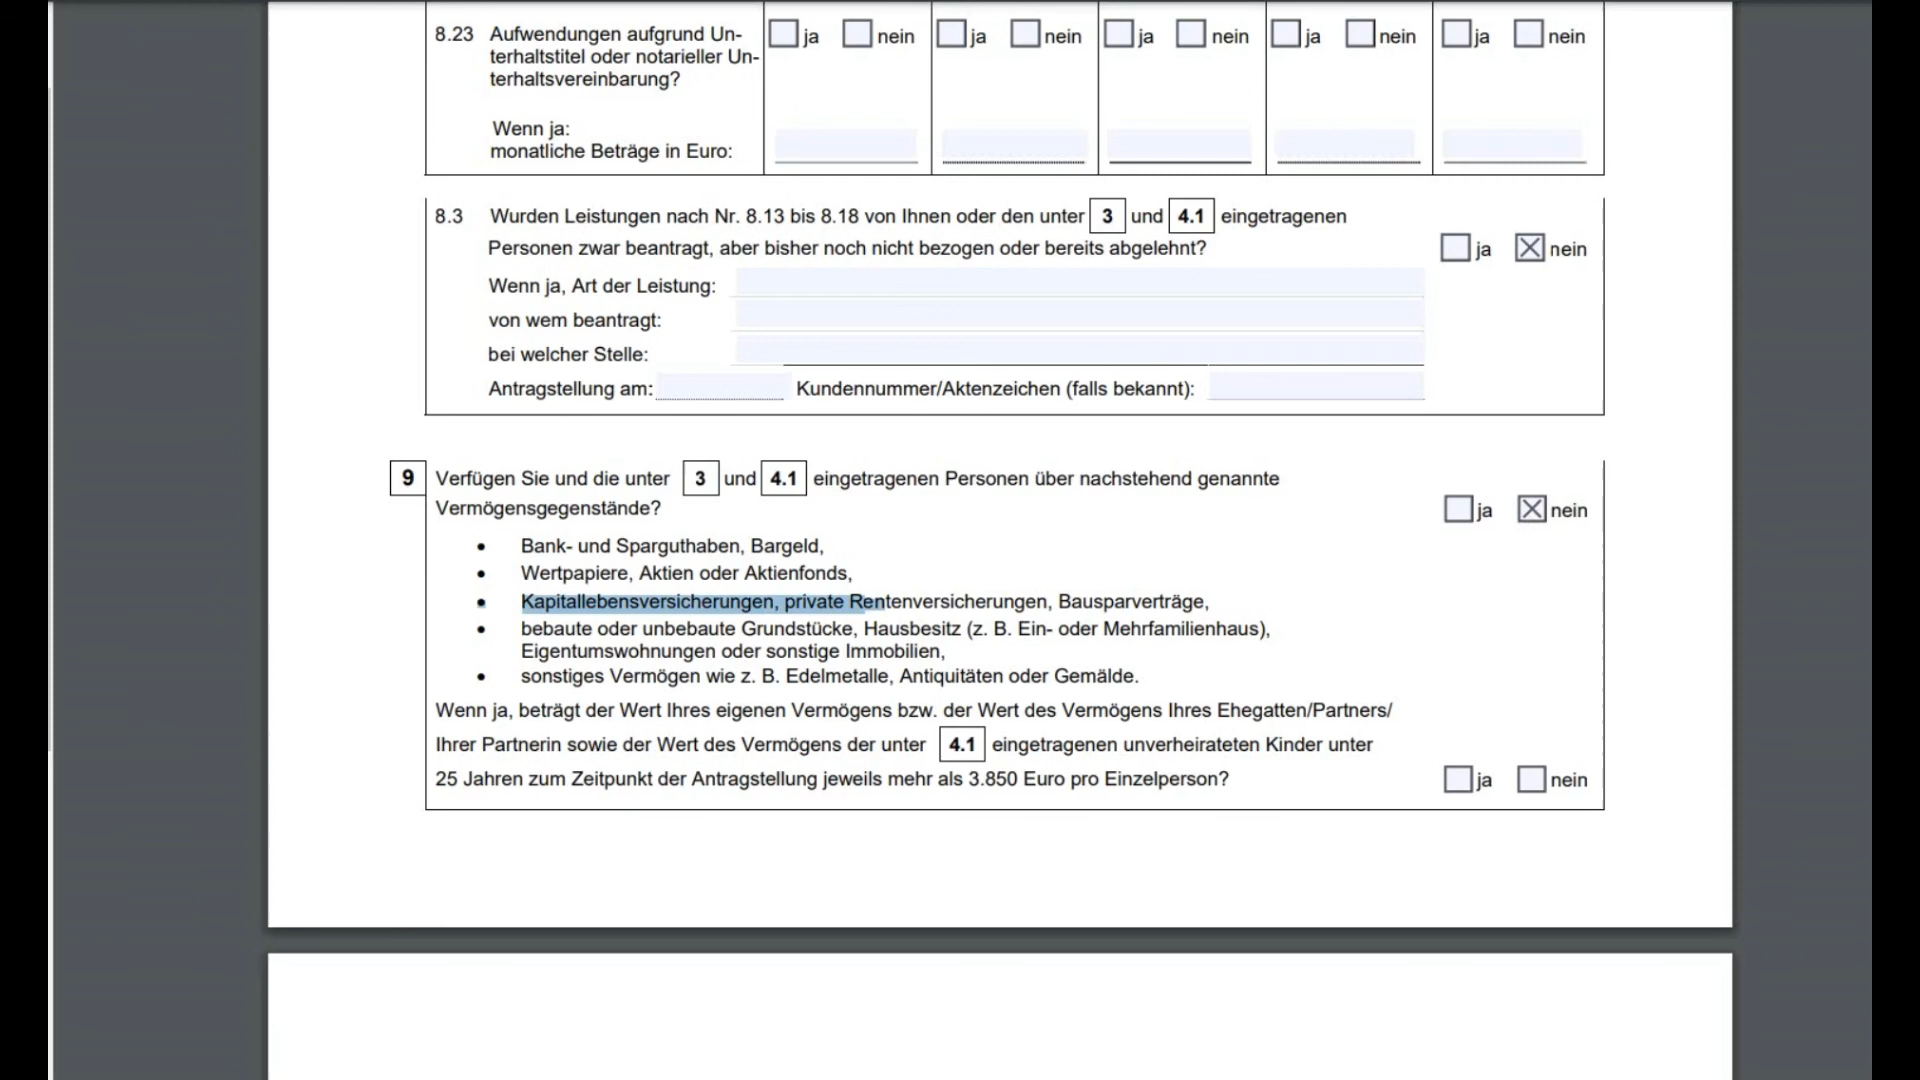 8.23 Aufwendungen aufgrund Un-
terhaltstitel oder notarieller Un-
terhaltsvereinbarung?
ja nein ja nein ja nein ja nein ja nein
Wenn ja:
monatliche Beträge in Euro:
8.3 Wurden Leistungen nach Nr. 8.13 bis 8.18 von Ihnen oder den unter 3 und 4.1 eingetragenen
Personen zwar beantragt, aber bisher noch nicht bezogen oder bereits abgelehnt? ja nein
Wenn ja, Art der Leistung:
von wem beantragt:
bei welcher Stelle:
Antragstellung am: Kundennummer/Aktenzeichen (falls bekannt):
9 Verfügen Sie und die unter 3 und 4.1 eingetragenen Personen über nachstehend genannte
Vermögensgegenstände? ja nein
• Bank- und Sparguthaben, Bargeld,
• Wertpapiere, Aktien oder Aktienfonds,
• Kapitallebensversicherungen, private Rentenversicherungen, Bausparverträge,
• bebaute oder unbebaute Grundstücke, Hausbesitz (z. B. Ein- oder Mehrfamilienhaus),
Eigentumswohnungen oder sonstige Immobilien,
• sonstiges Vermögen wie z. B. Edelmetalle, Antiquitäten oder Gemälde.
Wenn ja, beträgt der Wert Ihres eigenen Vermögens bzw. der Wert des Vermögens Ihres Ehegatten/Partners/
Ihrer Partnerin sowie der Wert des Vermögens der unter 4.1 eingetragenen unverheirateten Kinder unter
25 Jahren zum Zeitpunkt der Antragstellung jeweils mehr als 3.850 Euro pro Einzelperson? ja nein